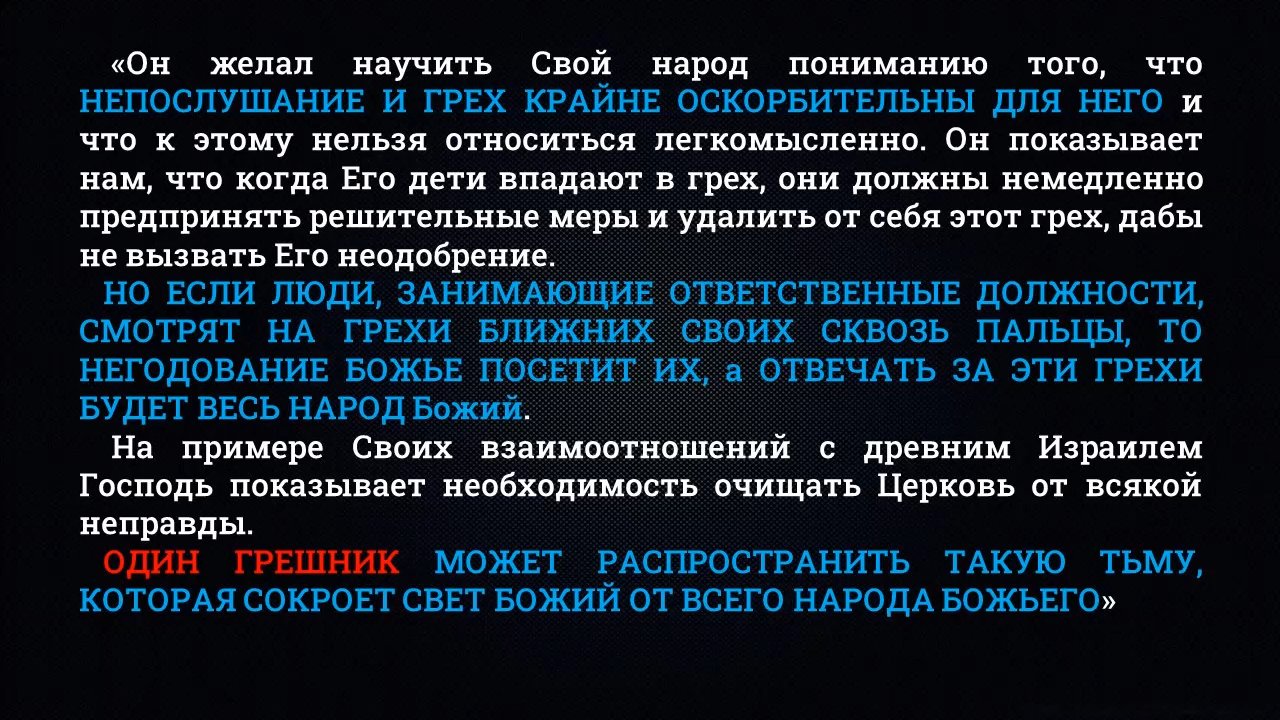 «Он желал научить Свой народ пониманию того, что
НЕПОСЛУШАНИЕ И ГРЕХ КРАЙНЕ ОСКОРБИТЕЛЬНЫ ДЛЯ НЕГО и
что к этому нельзя относиться легкомысленно. Он показывает
нам, что когда Его дети впадают в грех, они должны немедленно
предпринять решительные меры и удалить от себя этот грех, дабы
не вызвать Его неодобрение.
НО ЕСЛИ ЛЮДИ, ЗАНИМАЮЩИЕ ОТВЕТСТВЕННЫЕ ДОЛЖНОСТИ,
СМОТРЯТ НА ГРЕХИ БЛИЖНИХ СВОИХ СКВОЗЬ ПАЛЬЦЫ, ТО
НЕГОДОВАНИЕ БОЖЬЕ ПОСЕТИТ ИХ, а ОТВЕЧАТЬ ЗА ЭТИ ГРЕХИ
БУДЕТ ВЕСЬ НАРОД Божий.
На примере Своих взаимоотношений с древним Израилем
Господь показывает необходимость очищать Церковь от всякой
неправды.
ОДИН ГРЕШНИК МОЖЕТ РАСПРОСТРАНИТЬ ТАКУЮ ТЬМУ,
КОТОРАЯ СОКРОЕТ СВЕТ БОЖИЙ ОТ ВСЕГО НАРОДА БОЖЬЕГО»